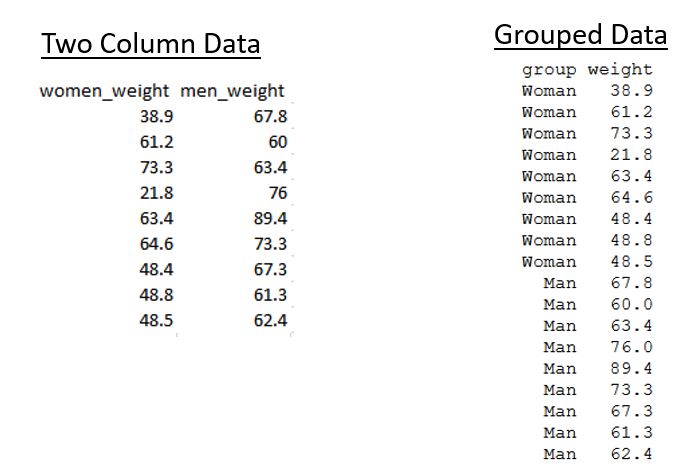 Two Column Data
women_weight men_weight
38.9 67.8
61.2 60
73.3 63.4
21.8 76
63.4 89.4
64.6 73.3
48.4 67.3
48.8 61.3
48.5 62.4
Grouped Data
group weight
Woman 38.9
Woman 61.2
Woman 73.3
Woman 21.8
Woman 63.4
Woman 64.6
Woman 48.4
Woman 48.8
Woman 48.5
Man 67.8
Man 60.0
Man 63.4
Man 76.0
Man 89.4
Man 73.3
Man 67.3
Man 61.3
Man 62.4